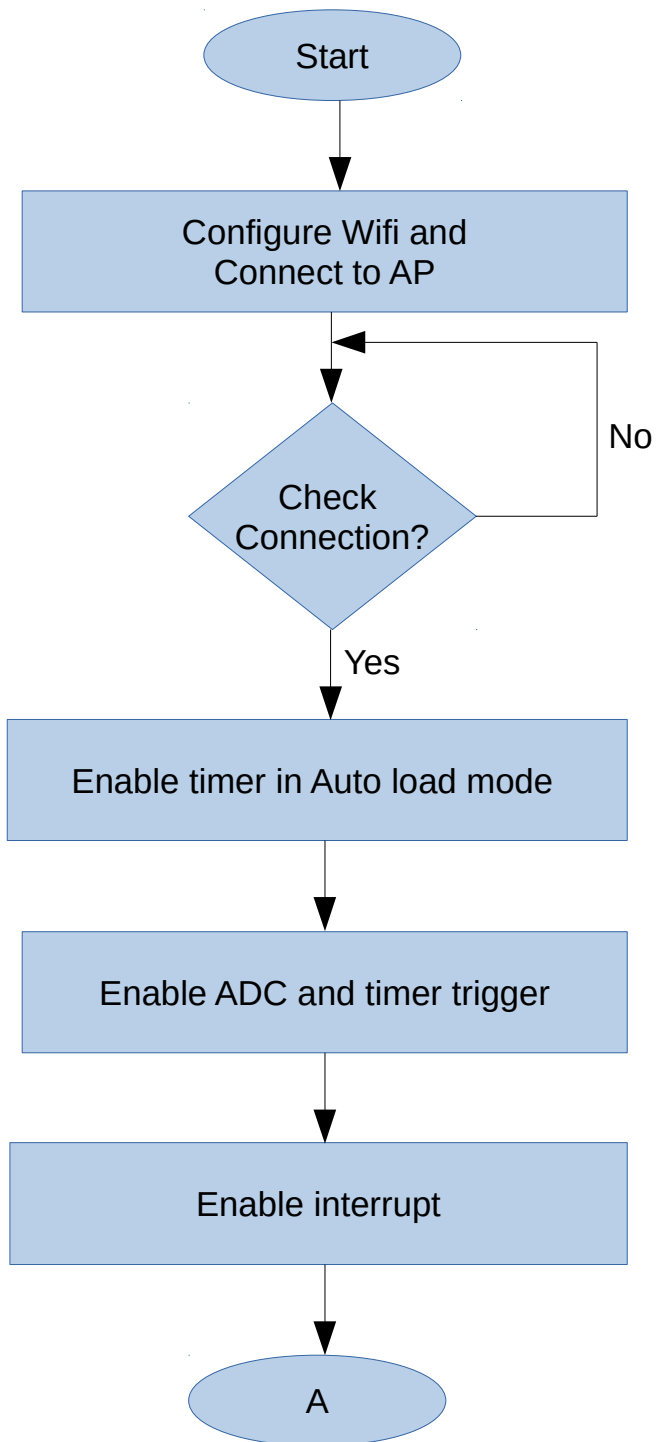 Start
Configure Wifi and
Connect to AP
No
Check
Connection?
Yes
Enable timer in Auto load mode
Enable ADC and timer trigger
Enable interrupt
A